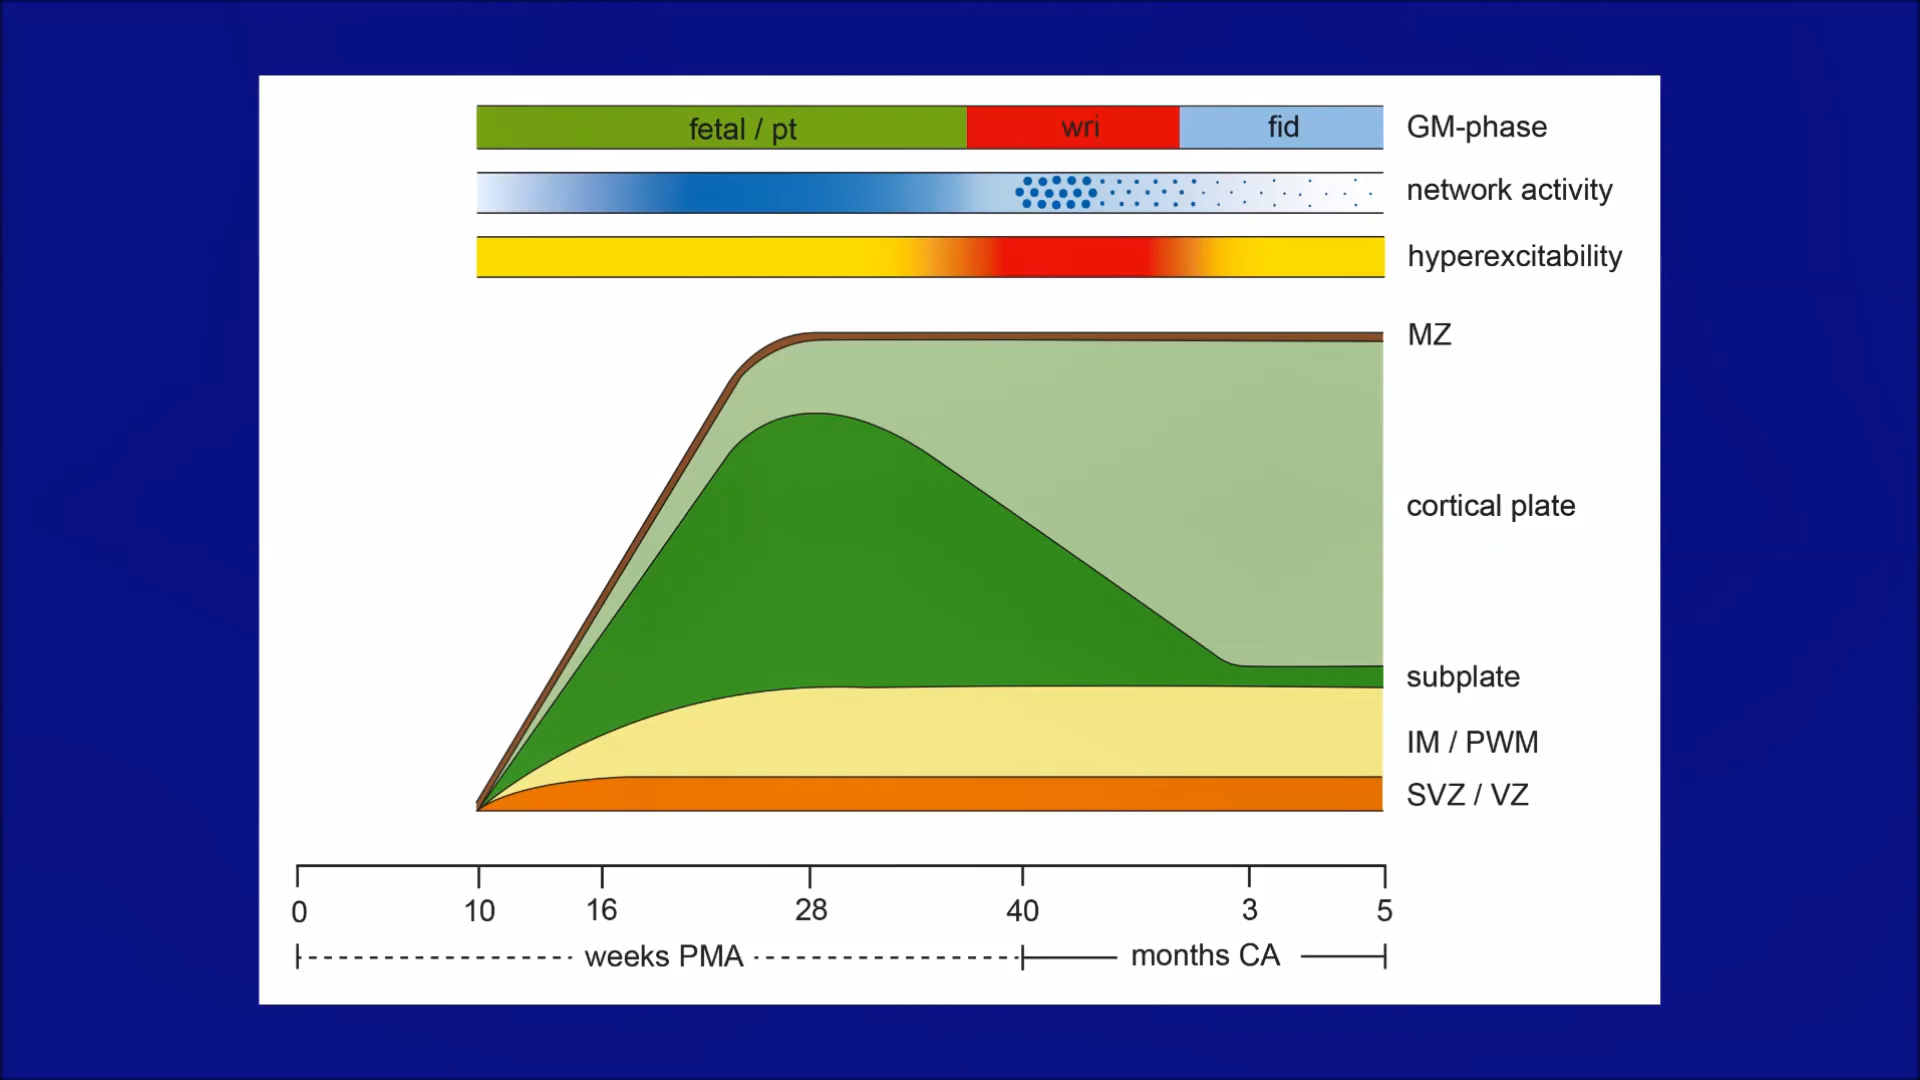 fetal / pt wri fid GM-phase
network activity
hyperexcitability
MZ
cortical plate
subplate
IM / PWM
SVZ / VZ
0 10 16 28 40 3 5
weeks PMA months CA